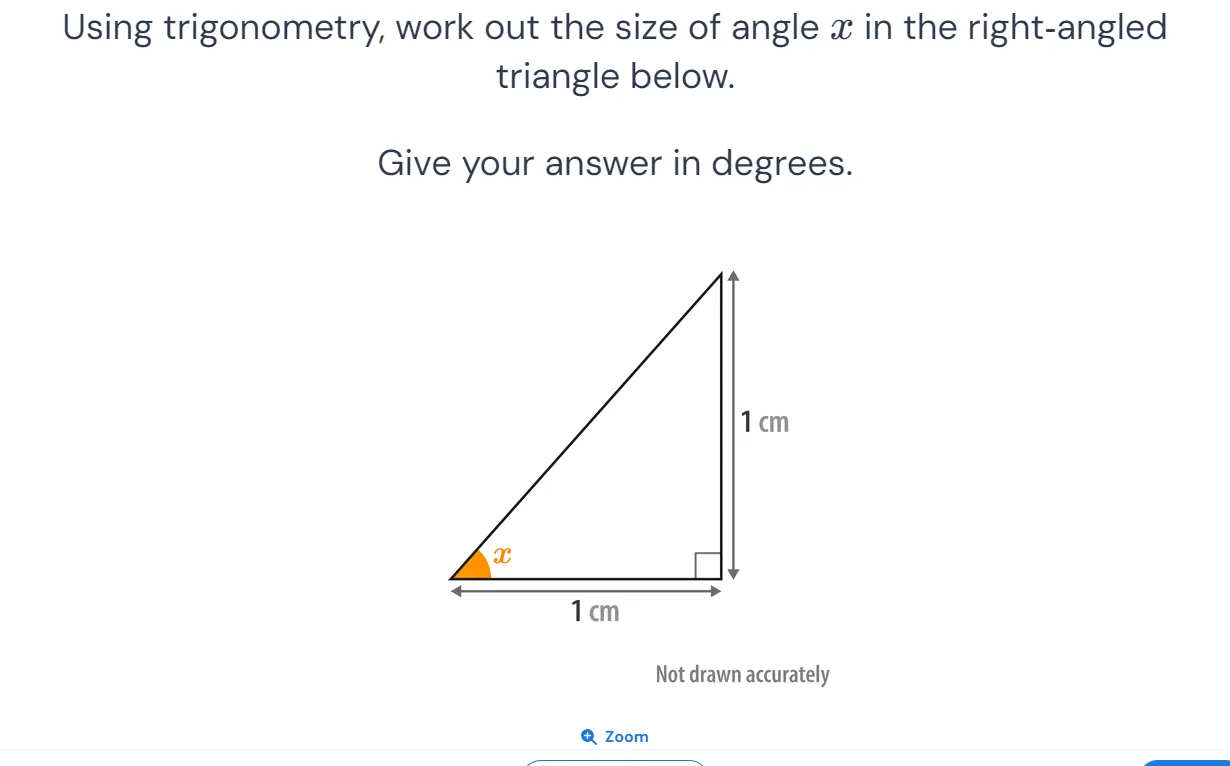 Using trigonometry, work out the size of angle x in the right-angled
triangle below.
Give your answer in degrees.
1 cm
x
1 cm
Not drawn accurately
Zoom